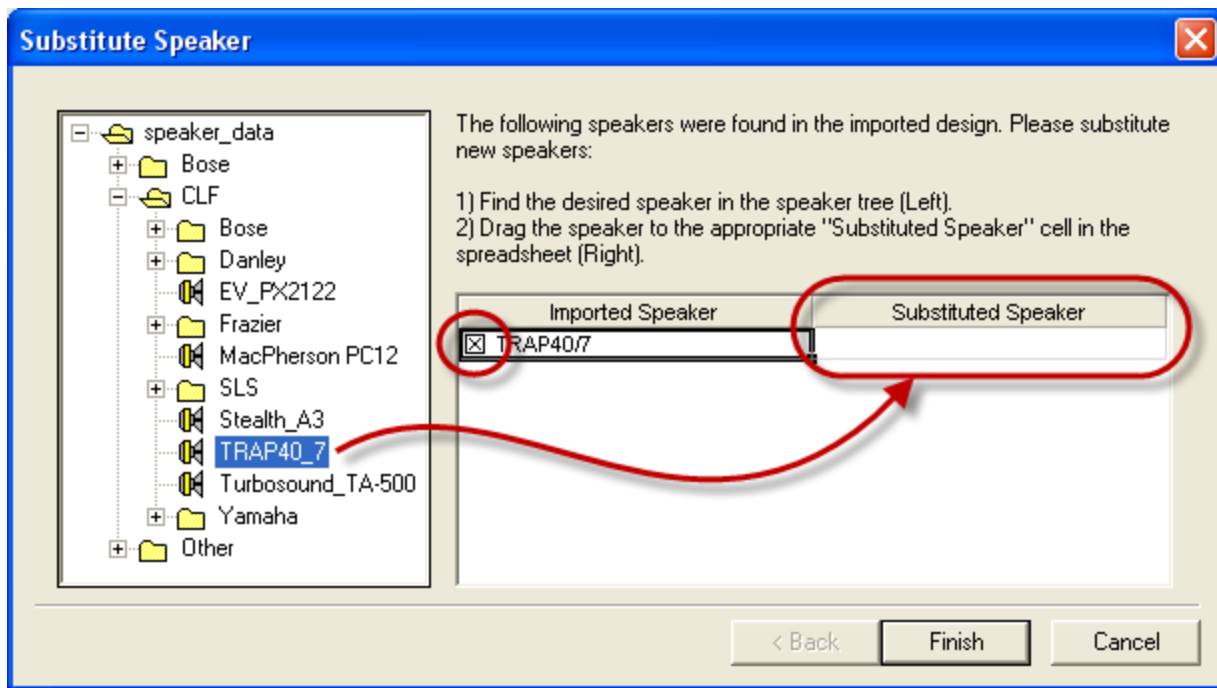 Substitute Speaker
speaker_data
Bose
CLF
Bose
Danley
EV_PX2122
Frazier
MacPherson PC12
SLS
Stealth_A3
TRAP40_7
Turbosound_TA-500
Yamaha
Other
The following speakers were found in the imported design. Please substitute
new speakers:
1) Find the desired speaker in the speaker tree (Left).
2) Drag the speaker to the appropriate "Substituted Speaker" cell in the
spreadsheet (Right).
Imported Speaker Substituted Speaker
TRAP40/7
< Back Finish Cancel